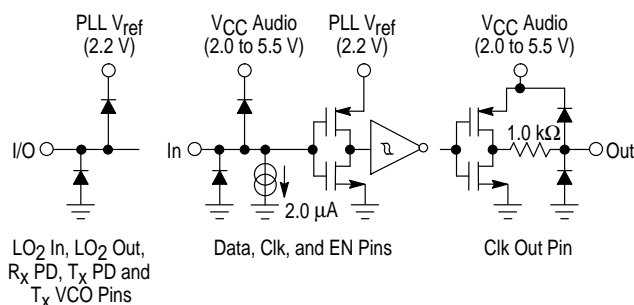 PLL Vref
(2.2 V)
VCC Audio
(2.0 to 5.5 V)
PLL Vref
(2.2 V)
VCC Audio
(2.0 to 5.5 V)
I/O
In
2.0 µA
1.0 kΩ
Out
LO2 In, LO2 Out,
RX PD, TX PD and
TX VCO Pins
Data, Clk, and EN Pins
Clk Out Pin